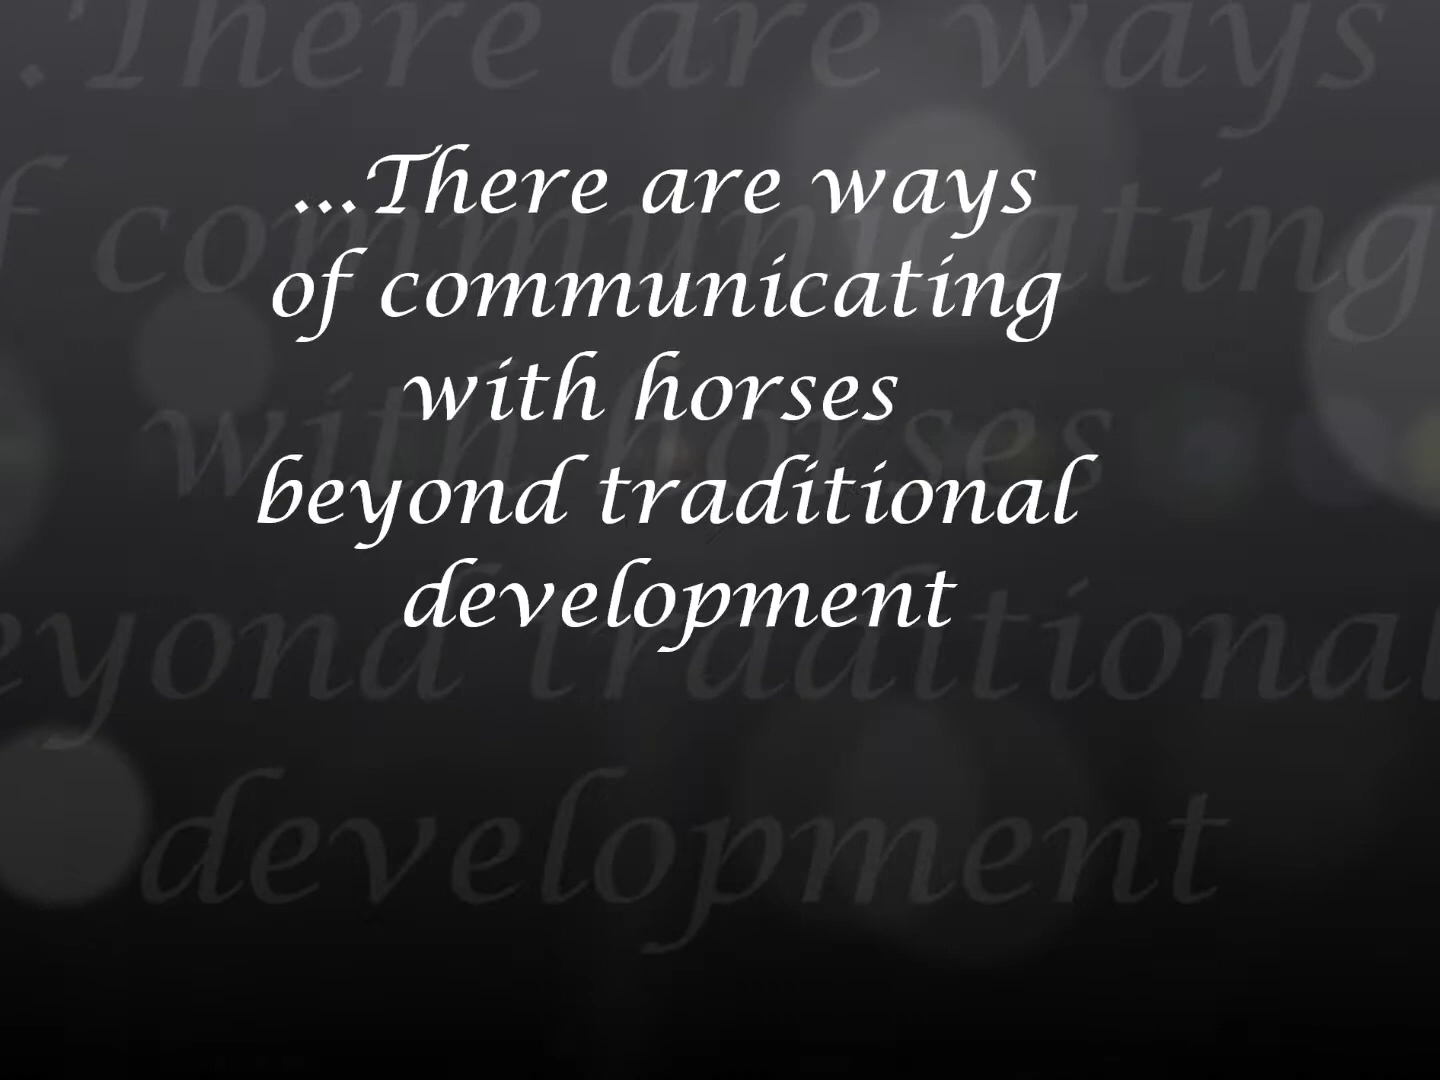 ...There are ways
of communicating
with horses
beyond traditional
development